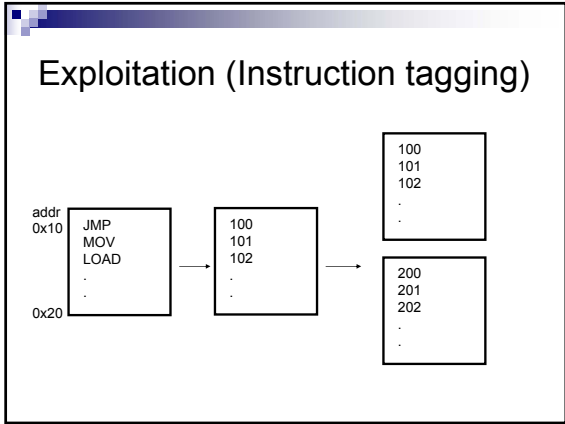 Exploitation (Instruction tagging)
addr
0x10
JMP
MOV
LOAD
.
.
0x20
100
101
102
.
.
100
101
102
.
.
200
201
202
.
.